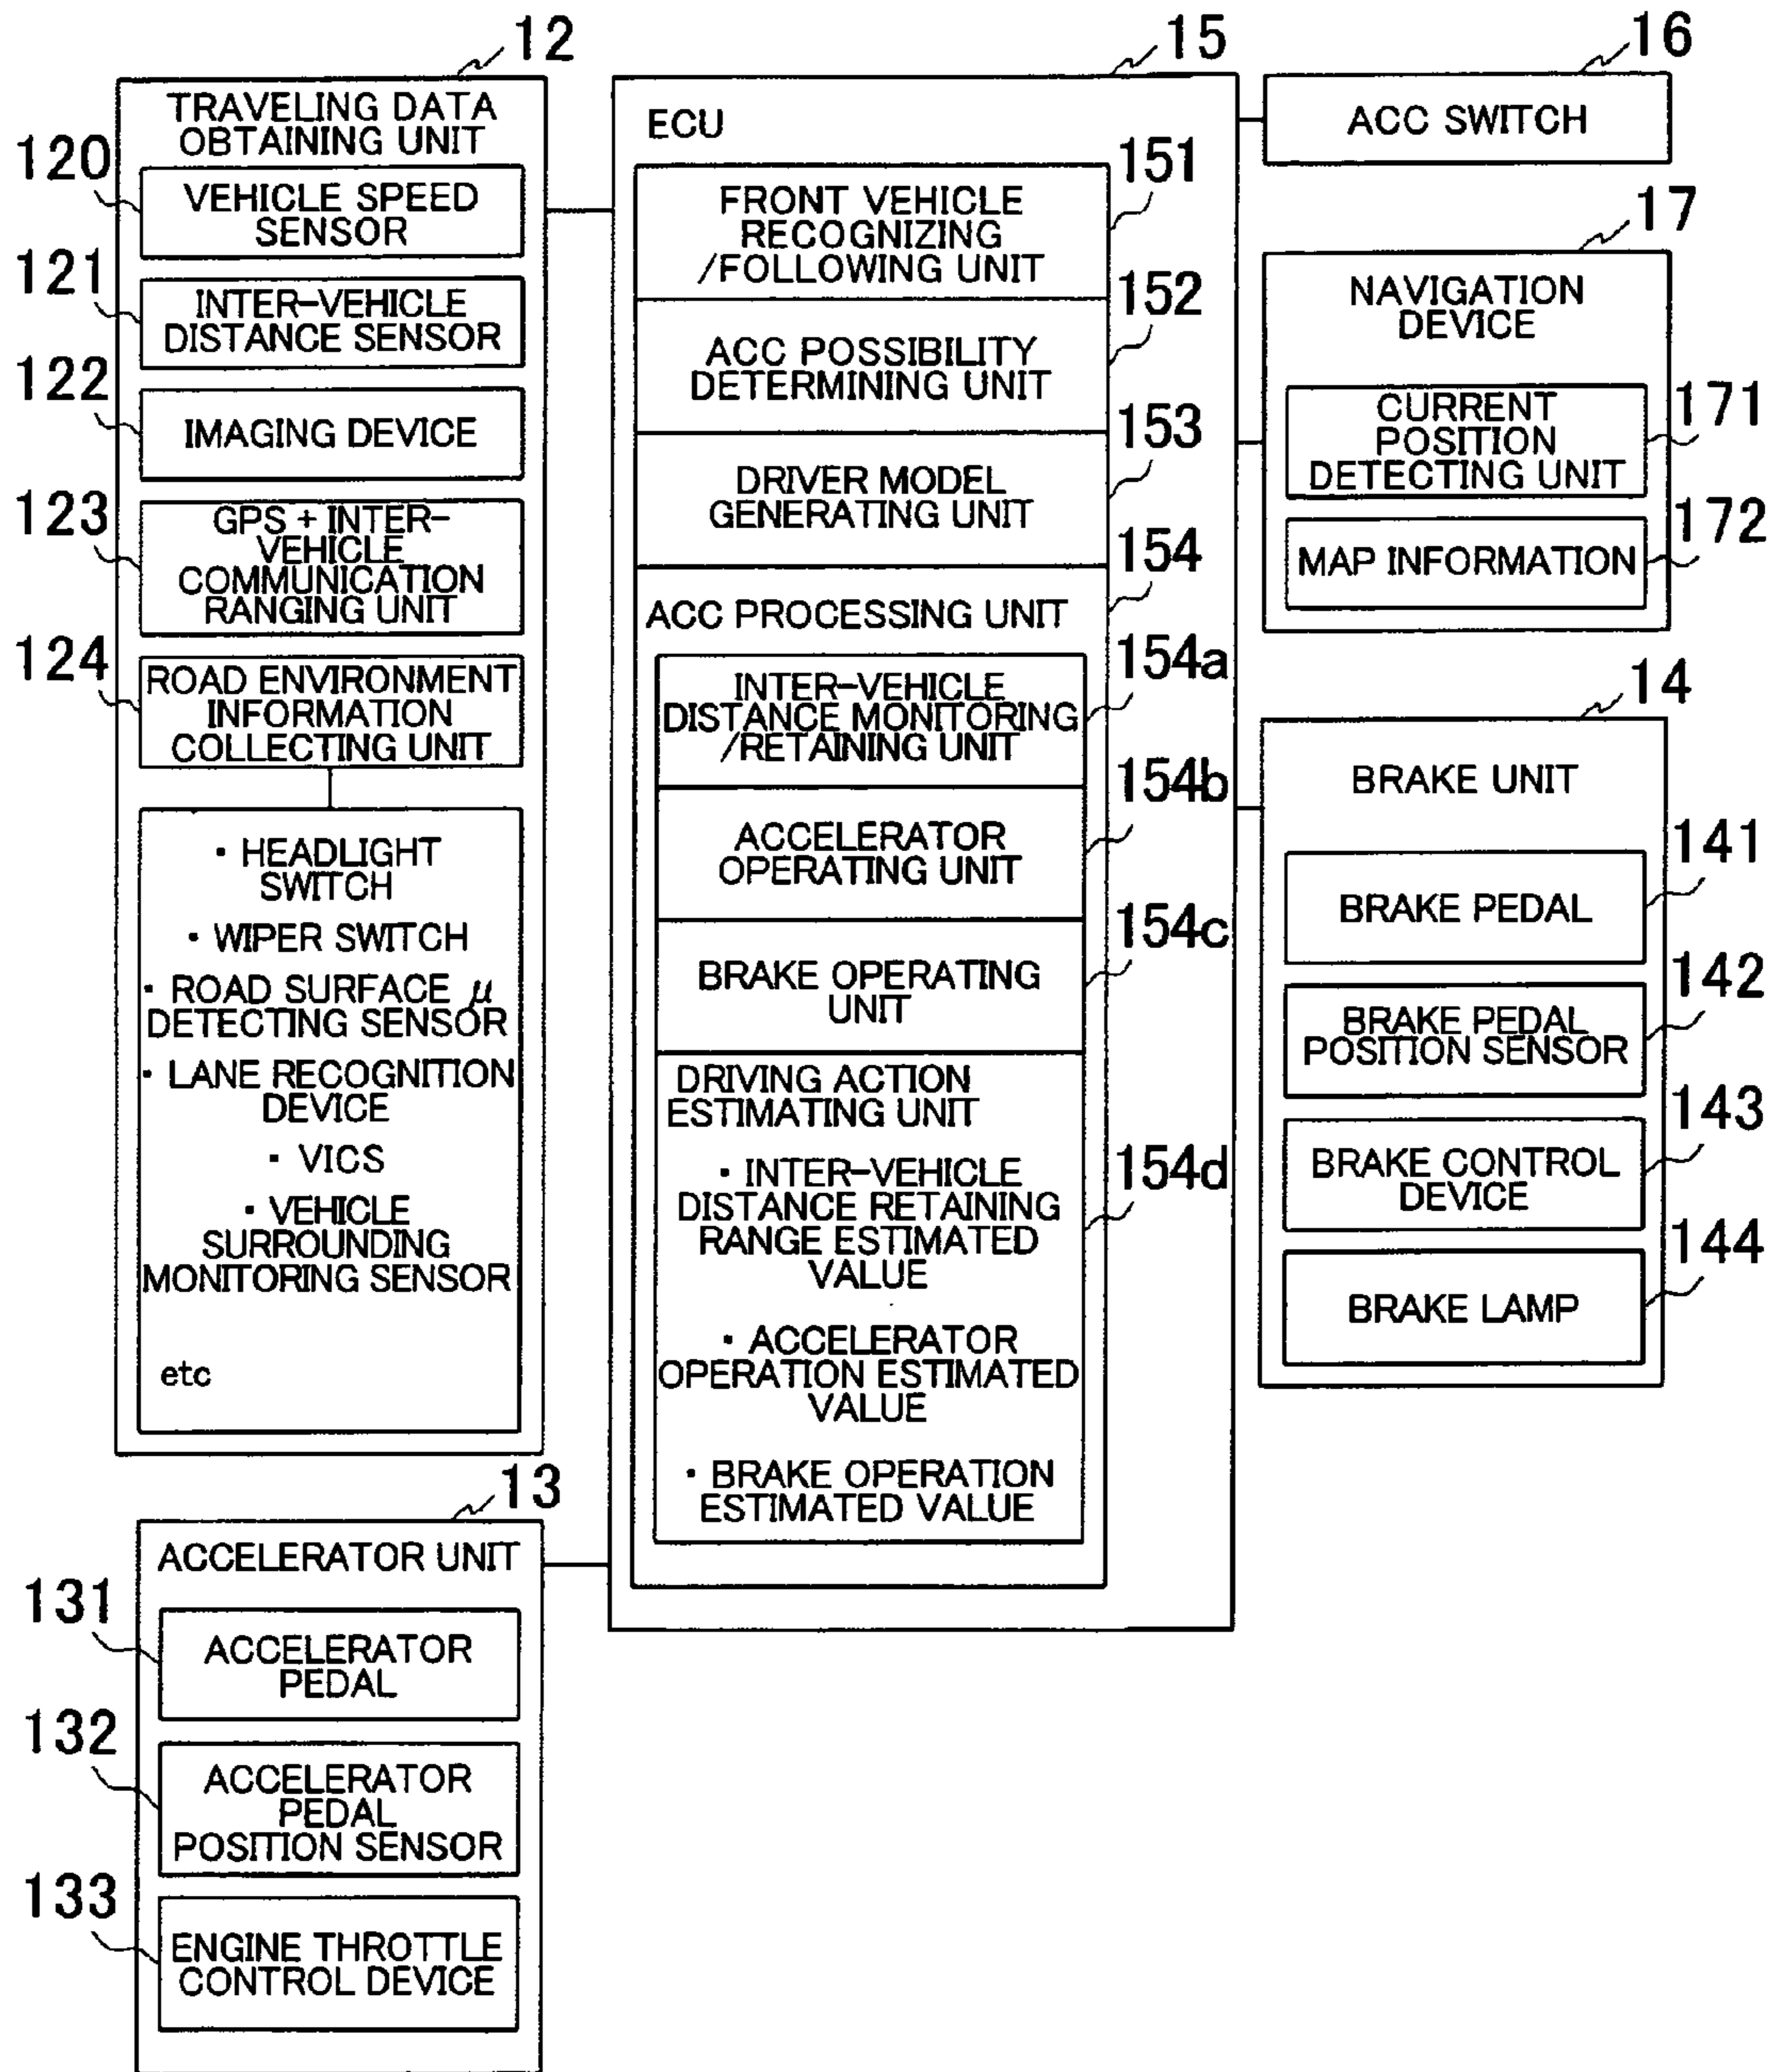 12
TRAVELING DATA
OBTAINING UNIT
120
VEHICLE SPEED
SENSOR
121
INTER-VEHICLE
DISTANCE SENSOR
122
IMAGING DEVICE
123
GPS + INTER-
VEHICLE
COMMUNICATION
RANGING UNIT
124
ROAD ENVIRONMENT
INFORMATION
COLLECTING UNIT
・HEADLIGHT
SWITCH
・WIPER SWITCH
・ROAD SURFACE μ
DETECTING SENSOR
・LANE RECOGNITION
DEVICE
・VICS
・VEHICLE
SURROUNDING
MONITORING SENSOR
etc
13
ACCELERATOR UNIT
131
ACCELERATOR
PEDAL
132
ACCELERATOR
PEDAL
POSITION SENSOR
133
ENGINE THROTTLE
CONTROL DEVICE
15
ECU
151
FRONT VEHICLE
RECOGNIZING
/FOLLOWING UNIT
152
ACC POSSIBILITY
DETERMINING UNIT
153
DRIVER MODEL
GENERATING UNIT
154
ACC PROCESSING UNIT
154a
INTER-VEHICLE
DISTANCE MONITORING
/RETAINING UNIT
154b
ACCELERATOR
OPERATING UNIT
154c
BRAKE OPERATING
UNIT
DRIVING ACTION
ESTIMATING UNIT
154d
・INTER-VEHICLE
DISTANCE RETAINING
RANGE ESTIMATED
VALUE
・ACCELERATOR
OPERATION ESTIMATED
VALUE
・BRAKE OPERATION
ESTIMATED VALUE
16
ACC SWITCH
17
NAVIGATION
DEVICE
171
CURRENT
POSITION
DETECTING UNIT
172
MAP INFORMATION
14
BRAKE UNIT
141
BRAKE PEDAL
142
BRAKE PEDAL
POSITION SENSOR
143
BRAKE CONTROL
DEVICE
144
BRAKE LAMP